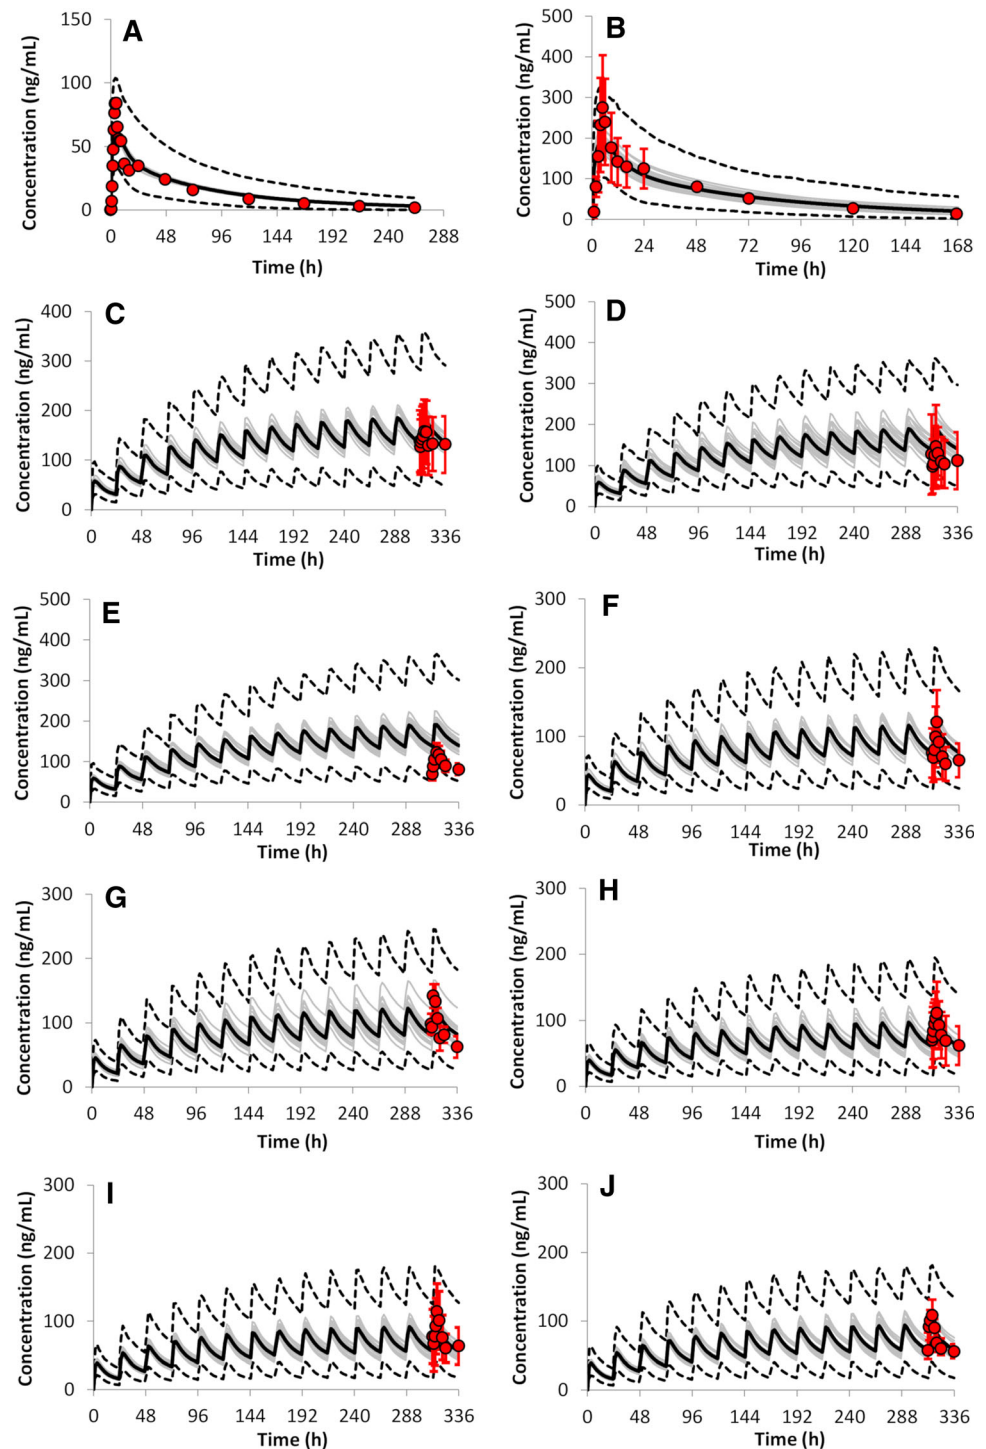 A
Concentration (ng/mL)
150
100
50
0
0 48 96 144 192 240 288
Time (h)
B
Concentration (ng/mL)
500
400
300
200
100
0
0 24 48 72 96 120 144 168
Time (h)
C
Concentration (ng/mL)
400
300
200
100
0
0 48 96 144 192 240 288 336
Time (h)
D
Concentration (ng/mL)
500
400
300
200
100
0
0 48 96 144 192 240 288 336
Time (h)
E
Concentration (ng/mL)
500
400
300
200
100
0
0 48 96 144 192 240 288 336
Time (h)
F
Concentration (ng/mL)
300
200
100
0
0 48 96 144 192 240 288 336
Time (h)
G
Concentration (ng/mL)
300
200
100
0
0 48 96 144 192 240 288 336
Time (h)
H
Concentration (ng/mL)
300
200
100
0
0 48 96 144 192 240 288 336
Time (h)
I
Concentration (ng/mL)
300
200
100
0
0 48 96 144 192 240 288 336
Time (h)
J
Concentration (ng/mL)
300
200
100
0
0 48 96 144 192 240 288 336
Time (h)